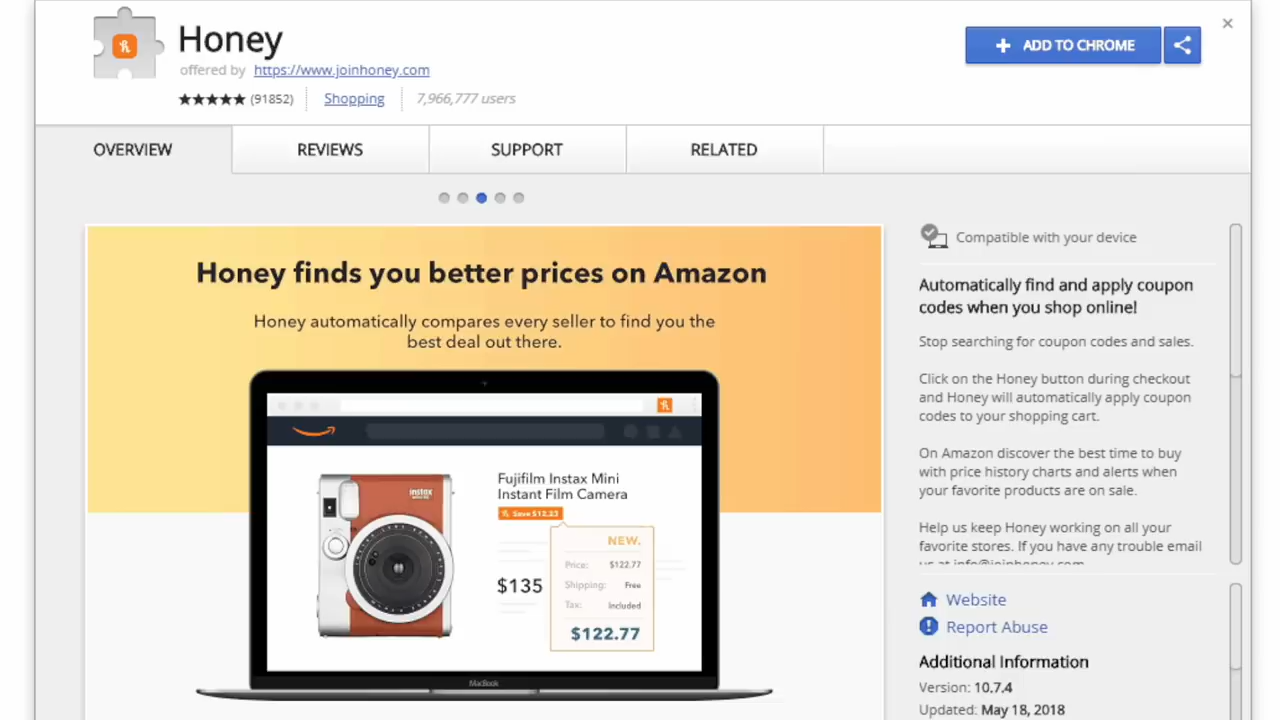 Honey
offered by https://www.joinhoney.com
★★★★★ (91852) Shopping 7,966,777 users
ADD TO CHROME
OVERVIEW REVIEWS SUPPORT RELATED
Honey finds you better prices on Amazon
Honey automatically compares every seller to find you the
best deal out there.
Fujifilm Instax Mini
Instant Film Camera
Save $12.23
instax
NEW.
Price: $122.77
$135
Shipping: Free
Tax: Included
$122.77
MacBook
Compatible with your device
Automatically find and apply coupon
codes when you shop online!
Stop searching for coupon codes and sales.
Click on the Honey button during checkout
and Honey will automatically apply coupon
codes to your shopping cart.
On Amazon discover the best time to buy
with price history charts and alerts when
your favorite products are on sale.
Help us keep Honey working on all your
favorite stores. If you have any trouble email
us at info@joinhoney.com
Website
Report Abuse
Additional Information
Version: 10.7.4
Updated: May 18, 2018